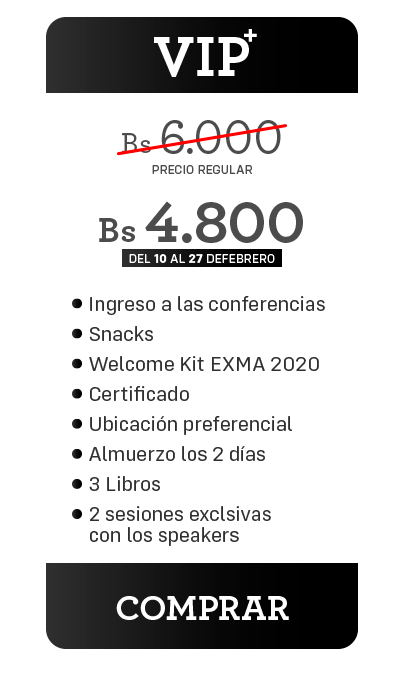 VIP+
Bs 6.000
PRECIO REGULAR
Bs 4.800
DEL 10 AL 27 DEFEBRERO
Ingreso a las conferencias
Snacks
Welcome Kit EXMA 2020
Certificado
Ubicación preferencial
Almuerzo los 2 días
3 Libros
2 sesiones exclsivas
con los speakers
COMPRAR